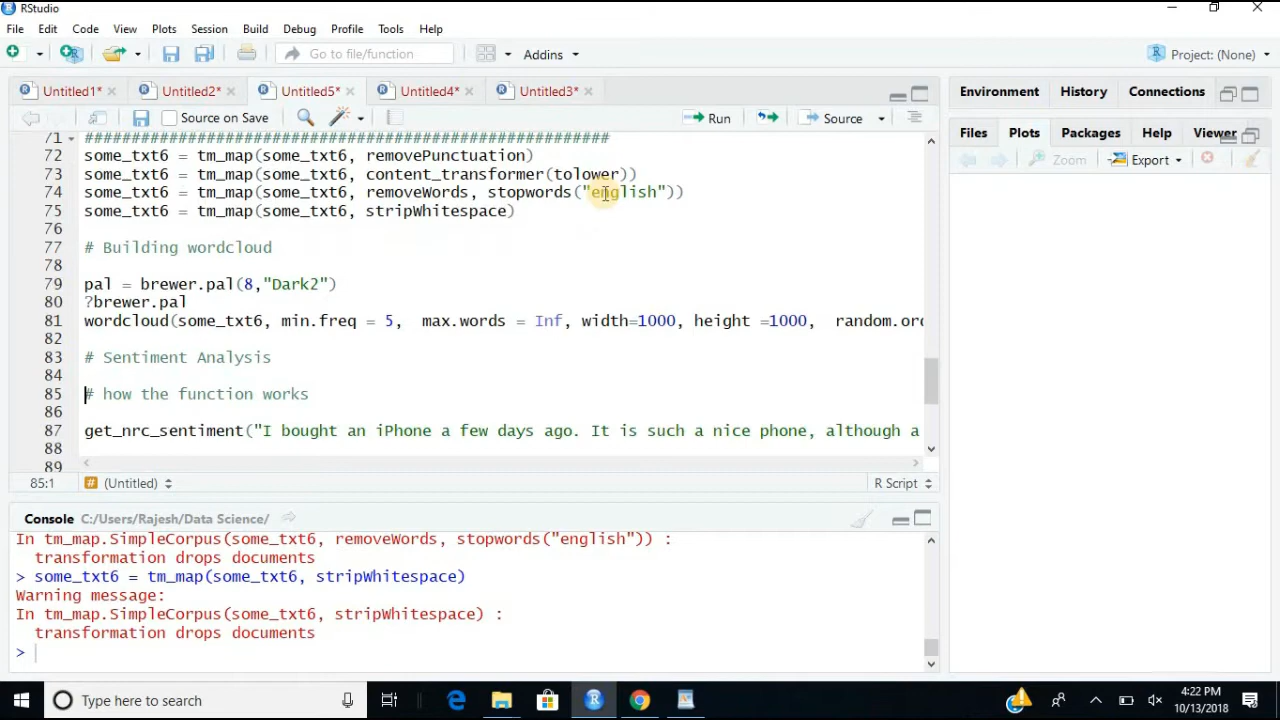 RStudio
File Edit Code View Plots Session Build Debug Profile Tools Help
Go to file/function Addins Project: (None)
Untitled1* Untitled2* Untitled5* Untitled4* Untitled3*
Environment History Connections
Source on Save Run Source
Files Plots Packages Help Viewer
Zoom Export
71 ########################################################
72 some_txt6 = tm_map(some_txt6, removePunctuation)
73 some_txt6 = tm_map(some_txt6, content_transformer(tolower))
74 some_txt6 = tm_map(some_txt6, removeWords, stopwords("english"))
75 some_txt6 = tm_map(some_txt6, stripWhitespace)
76
77 # Building wordcloud
78
79 pal = brewer.pal(8,"Dark2")
80 ?brewer.pal
81 wordcloud(some_txt6, min.freq = 5,  max.words = Inf, width=1000, height =1000,  random.ord
82
83 # Sentiment Analysis
84
85 # how the function works
86
87 get_nrc_sentiment("I bought an iPhone a few days ago. It is such a nice phone, although a
88
89
85:1 # (Untitled) R Script
Console C:/Users/Rajesh/Data Science/
In tm_map.SimpleCorpus(some_txt6, removeWords, stopwords("english")) :
transformation drops documents
> some_txt6 = tm_map(some_txt6, stripWhitespace)
Warning message:
In tm_map.SimpleCorpus(some_txt6, stripWhitespace) :
transformation drops documents
>
Type here to search
4:22 PM
10/13/2018